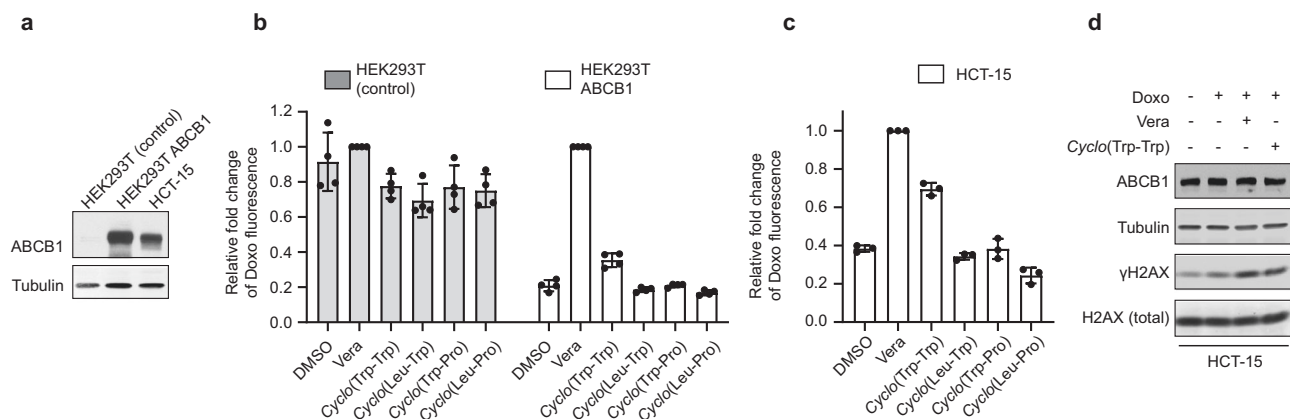 a
HEK293T (control)
HEK293T ABCB1
HCT-15
ABCB1
Tubulin
b
HEK293T
(control)
HEK293T
ABCB1
Relative fold change
of Doxo fluorescence
1.2
1.0
0.8
0.6
0.4
0.2
0.0
DMSO
Vera
Cyclo(Trp-Trp)
Cyclo(Leu-Trp)
Cyclo(Trp-Pro)
Cyclo(Leu-Pro)
DMSO
Vera
Cyclo(Trp-Trp)
Cyclo(Leu-Trp)
Cyclo(Trp-Pro)
Cyclo(Leu-Pro)
c
HCT-15
Relative fold change
of Doxo fluorescence
1.0
0.8
0.6
0.4
0.2
0.0
DMSO
Vera
Cyclo(Trp-Trp)
Cyclo(Leu-Trp)
Cyclo(Trp-Pro)
Cyclo(Leu-Pro)
d
Doxo - + + +
Vera - - + -
Cyclo(Trp-Trp) - - - +
ABCB1
Tubulin
γH2AX
H2AX (total)
HCT-15